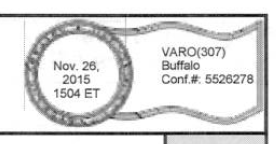 Nov. 26,
2015
1504 ET
VARO(307)
Buffalo
Conf.#: 5526278